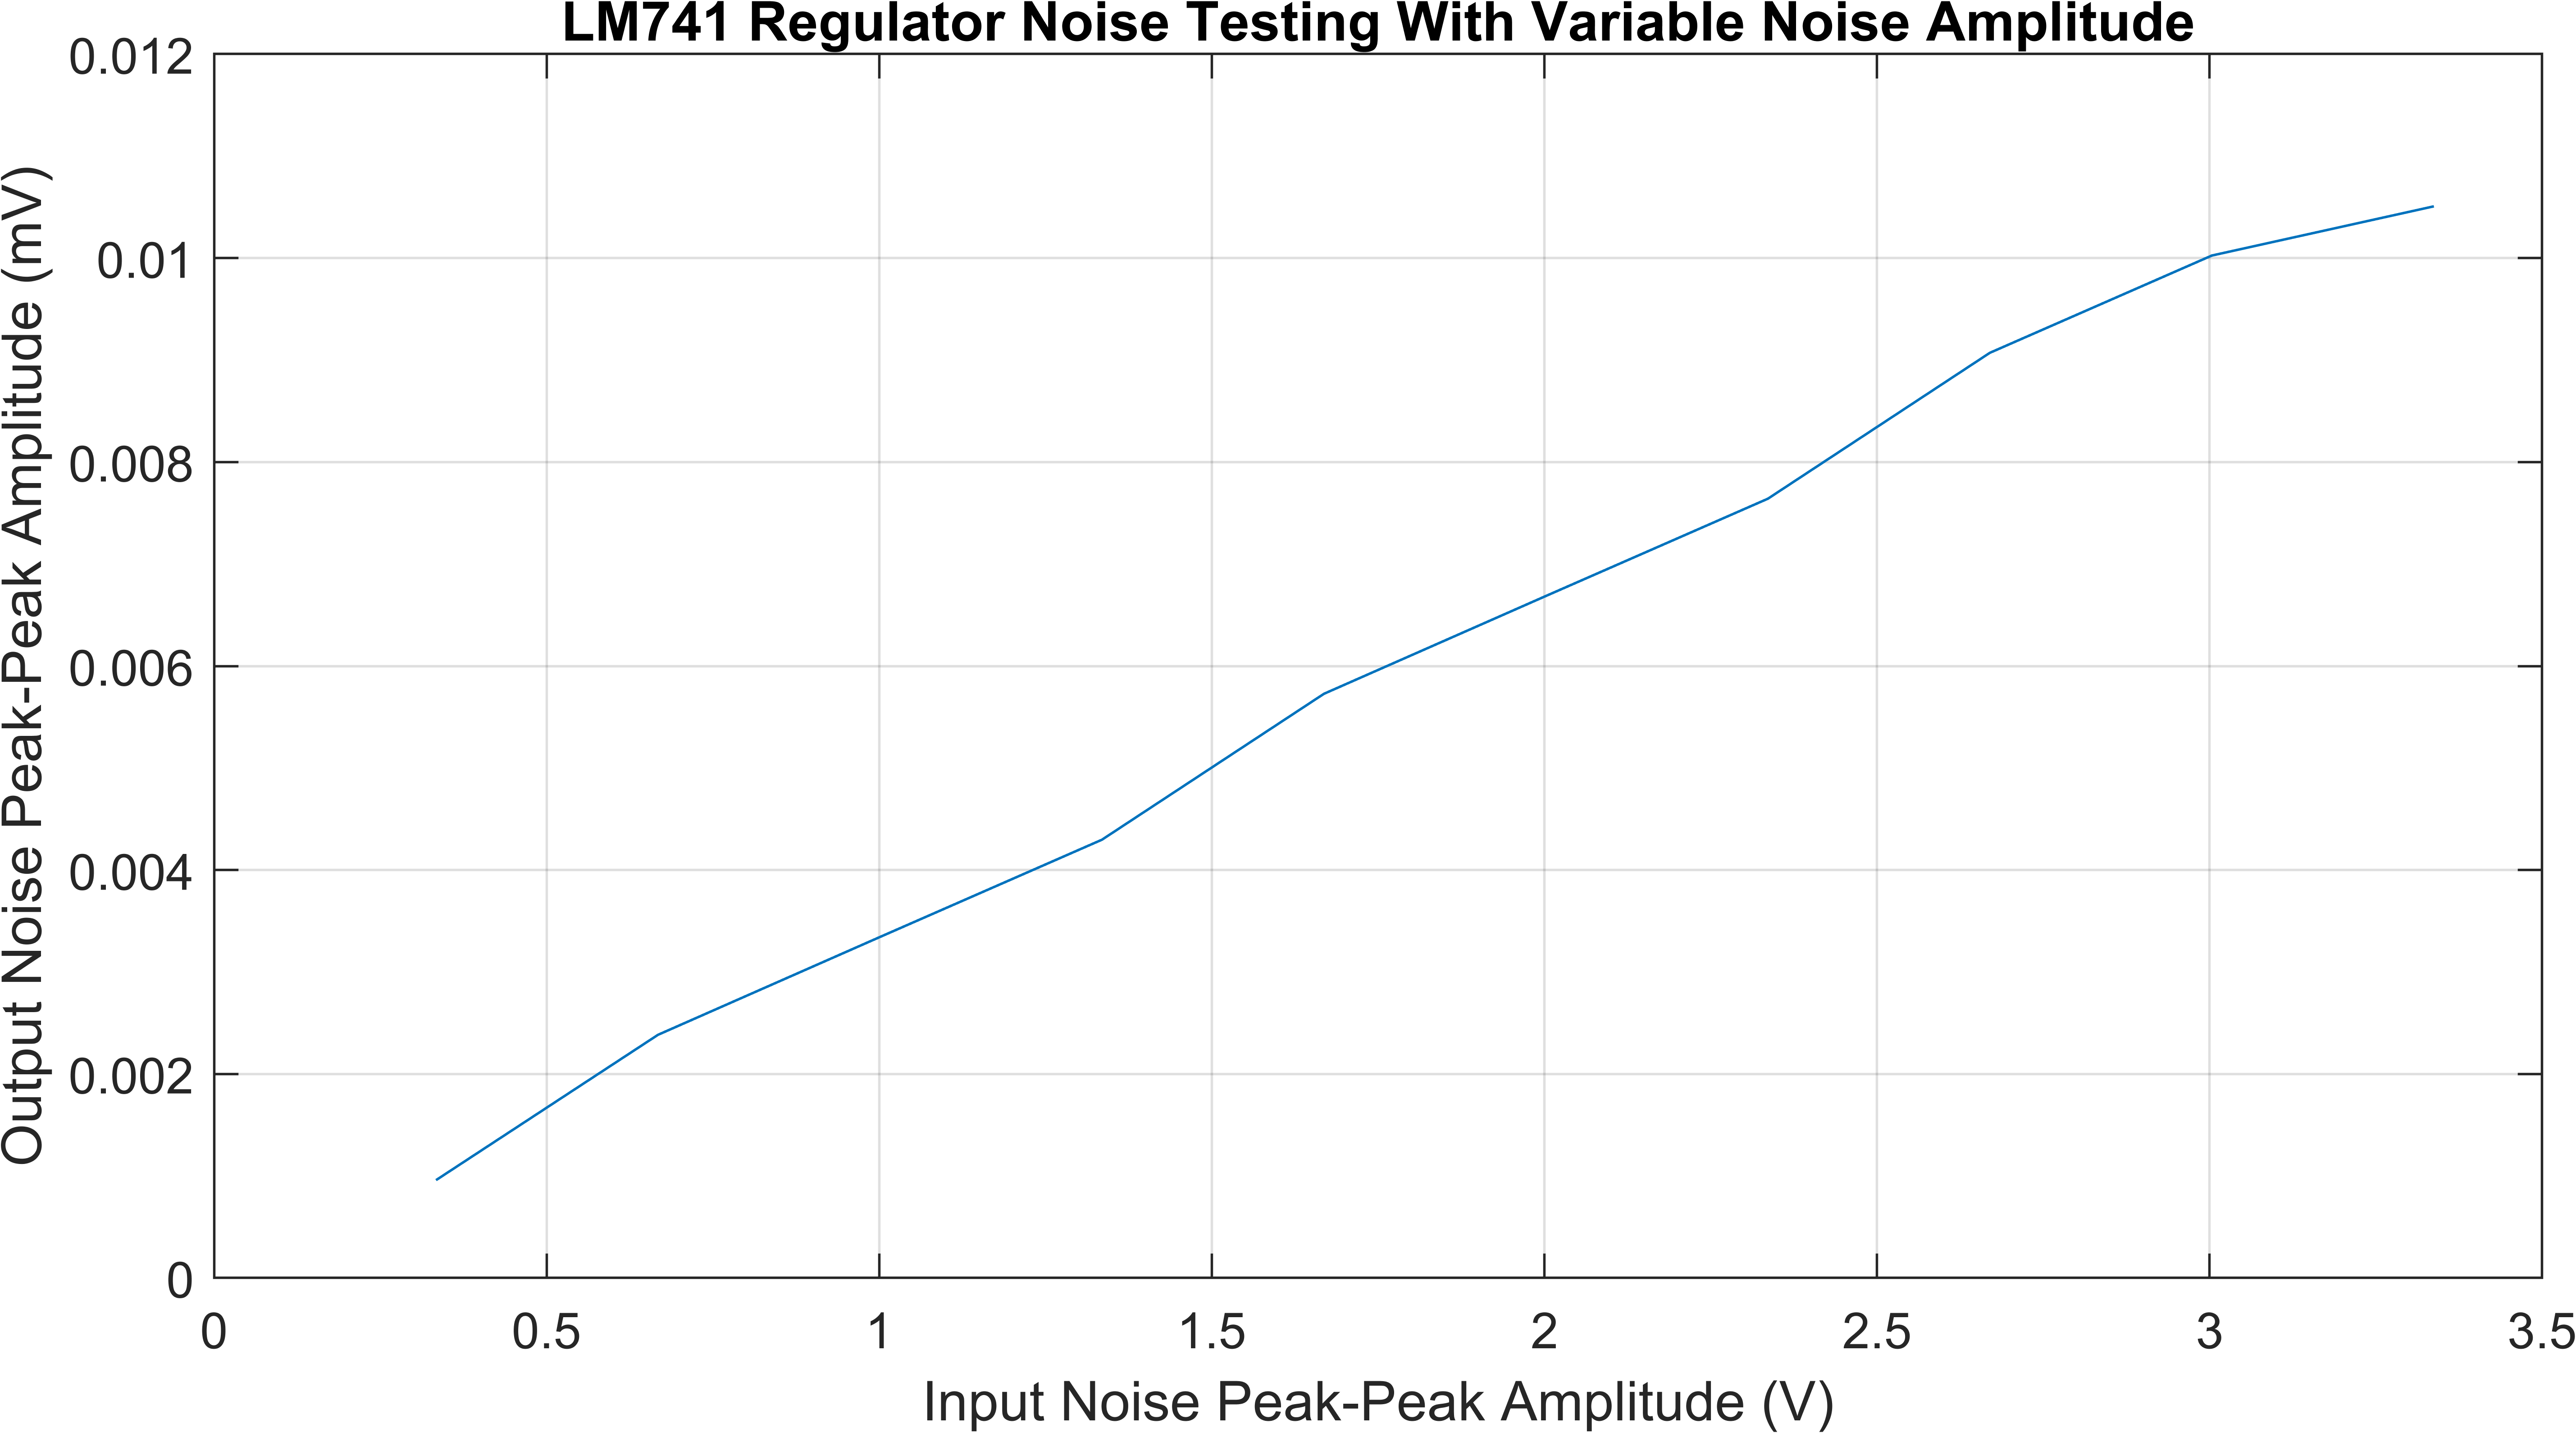 LM741 Regulator Noise Testing With Variable Noise Amplitude
Output Noise Peak-Peak Amplitude (mV)
0.012
0.01
0.008
0.006
0.004
0.002
0
0 0.5 1 1.5 2 2.5 3 3.5
Input Noise Peak-Peak Amplitude (V)